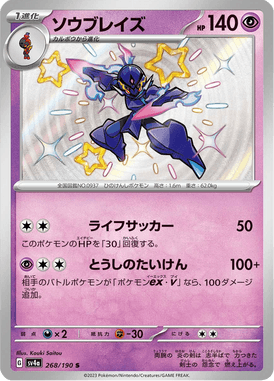 1進化
ソウブレイズ
HP 140
カルボウから進化
全国図鑑No.0937 ひのけんしポケモン 高さ：1.6m 重さ：62.0kg
ライフサッカー 50
このポケモンのHPを「30」回復する。
とうしのたいけん 100+
相手のバトルポケモンが「ポケモンex・V」なら、100ダメージ追加。
弱点 ×2 抵抗力 -30 にげる
illus. Kouki Saitou
G SV4a 268/190 S
©2023 Pokémon/Nintendo/Creatures/GAME FREAK.